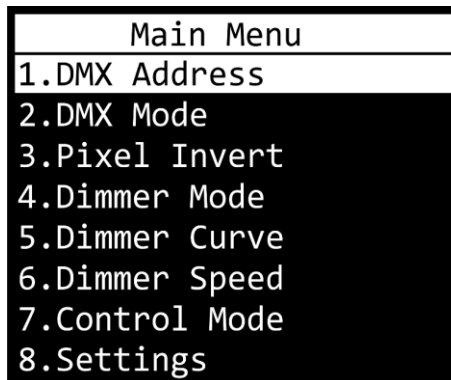 Main Menu
1.DMX Address
2.DMX Mode
3.Pixel Invert
4.Dimmer Mode
5.Dimmer Curve
6.Dimmer Speed
7.Control Mode
8.Settings